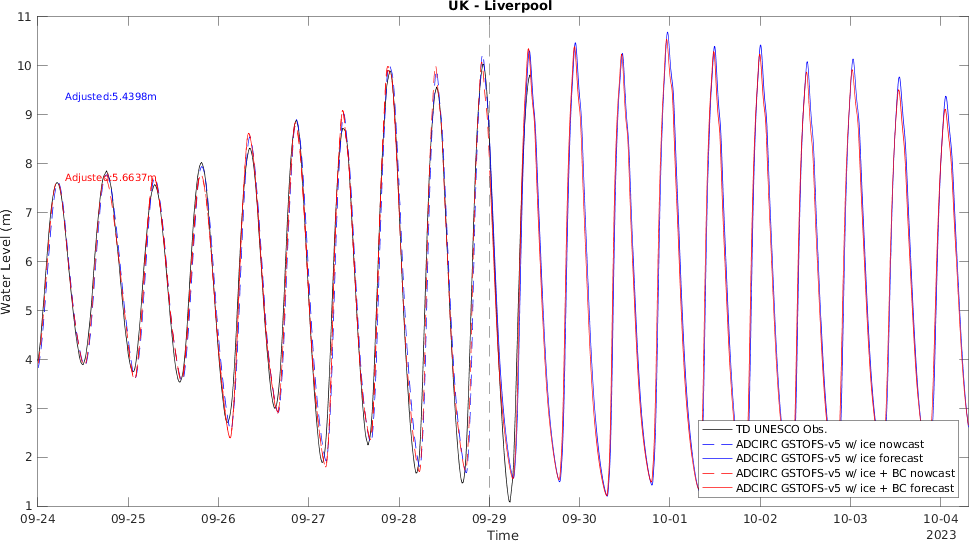 UK - Liverpool
11
10
9
8
7
6
5
4
3
2
1
Water Level (m)
Adjusted:5.4398m
Adjusted:5.6637m
TD UNESCO Obs.
ADCIRC GSTOFS-v5 w/ ice nowcast
ADCIRC GSTOFS-v5 w/ ice forecast
ADCIRC GSTOFS-v5 w/ ice + BC nowcast
ADCIRC GSTOFS-v5 w/ ice + BC forecast
09-24 09-25 09-26 09-27 09-28 09-29 09-30 10-01 10-02 10-03 10-04
Time
2023